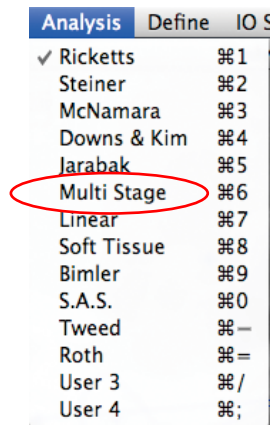 Analysis Define IO S
✓ Ricketts ⌘1
Steiner ⌘2
McNamara ⌘3
Downs & Kim ⌘4
Jarabak ⌘5
Multi Stage ⌘6
Linear ⌘7
Soft Tissue ⌘8
Bimler ⌘9
S.A.S. ⌘0
Tweed ⌘−
Roth ⌘=
User 3 ⌘/
User 4 ⌘;